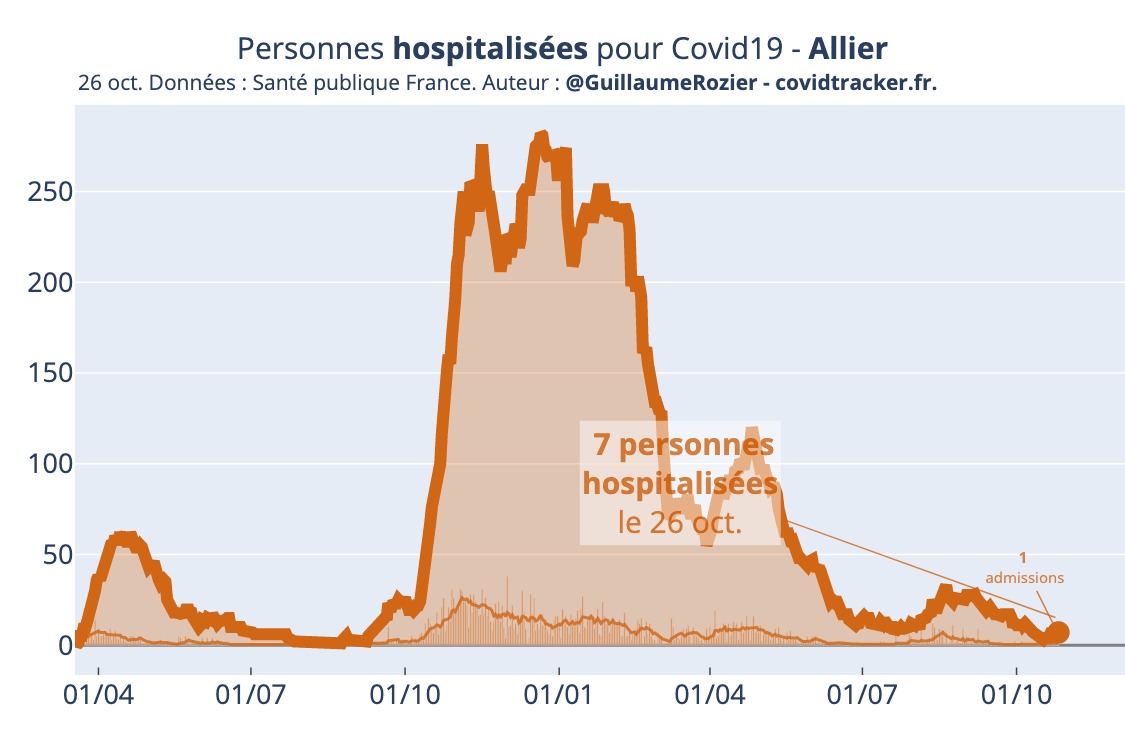 Personnes hospitalisées pour Covid19 - Allier
26 oct. Données : Santé publique France. Auteur : @GuillaumeRozier - covidtracker.fr.
250
200
150
100
50
0
7 personnes
hospitalisées
le 26 oct.
1
admissions
01/04 01/07 01/10 01/01 01/04 01/07 01/10